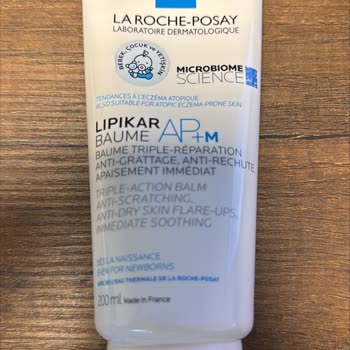 LA ROCHE-POSAY
LABORATOIRE DERMATOLOGIQUE
BEBEK, ÇOCUK ve YETİŞKİN
MICROBIOME
SCIENCE
TENDANCES À L'ECZÉMA ATOPIQUE
ALSO SUITABLE FOR ATOPIC ECZEMA-PRONE SKIN
LIPIKAR
BAUME AP+M
BAUME TRIPLE-RÉPARATION
ANTI-GRATTAGE, ANTI-RECHUTE
APAISEMENT IMMÉDIAT
TRIPLE-ACTION BALM
ANTI-SCRATCHING,
ANTI-DRY SKIN FLARE-UPS,
IMMEDIATE SOOTHING
DÈS LA NAISSANCE
EVEN FOR NEWBORNS
L'EAU THERMALE DE LA ROCHE-POSAY
200 mL Made in France